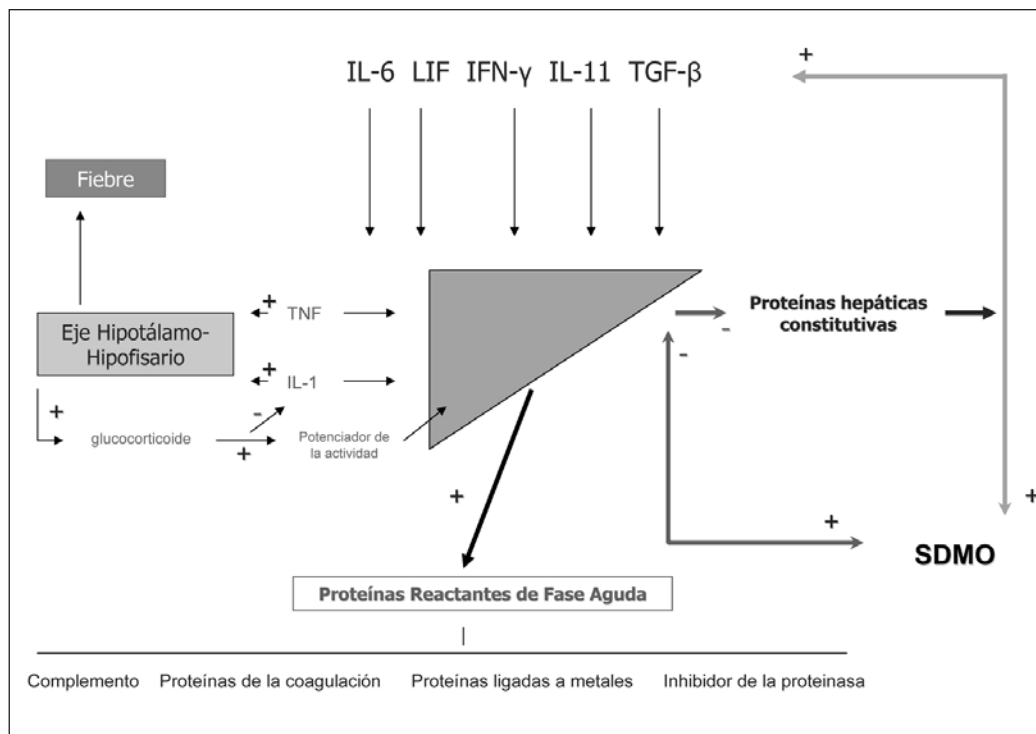 +
IL-6 LIF IFN-γ IL-11 TGF-β
Fiebre
Eje Hipotálamo-
Hipofisario
+ TNF
+ IL-1
+
-
glucocorticoide
+
Potenciador de
la actividad
-
-
Proteínas hepáticas
constitutivas
+
+
+
SDMO
Proteínas Reactantes de Fase Aguda
Complemento Proteínas de la coagulación Proteínas ligadas a metales Inhibidor de la proteinasa